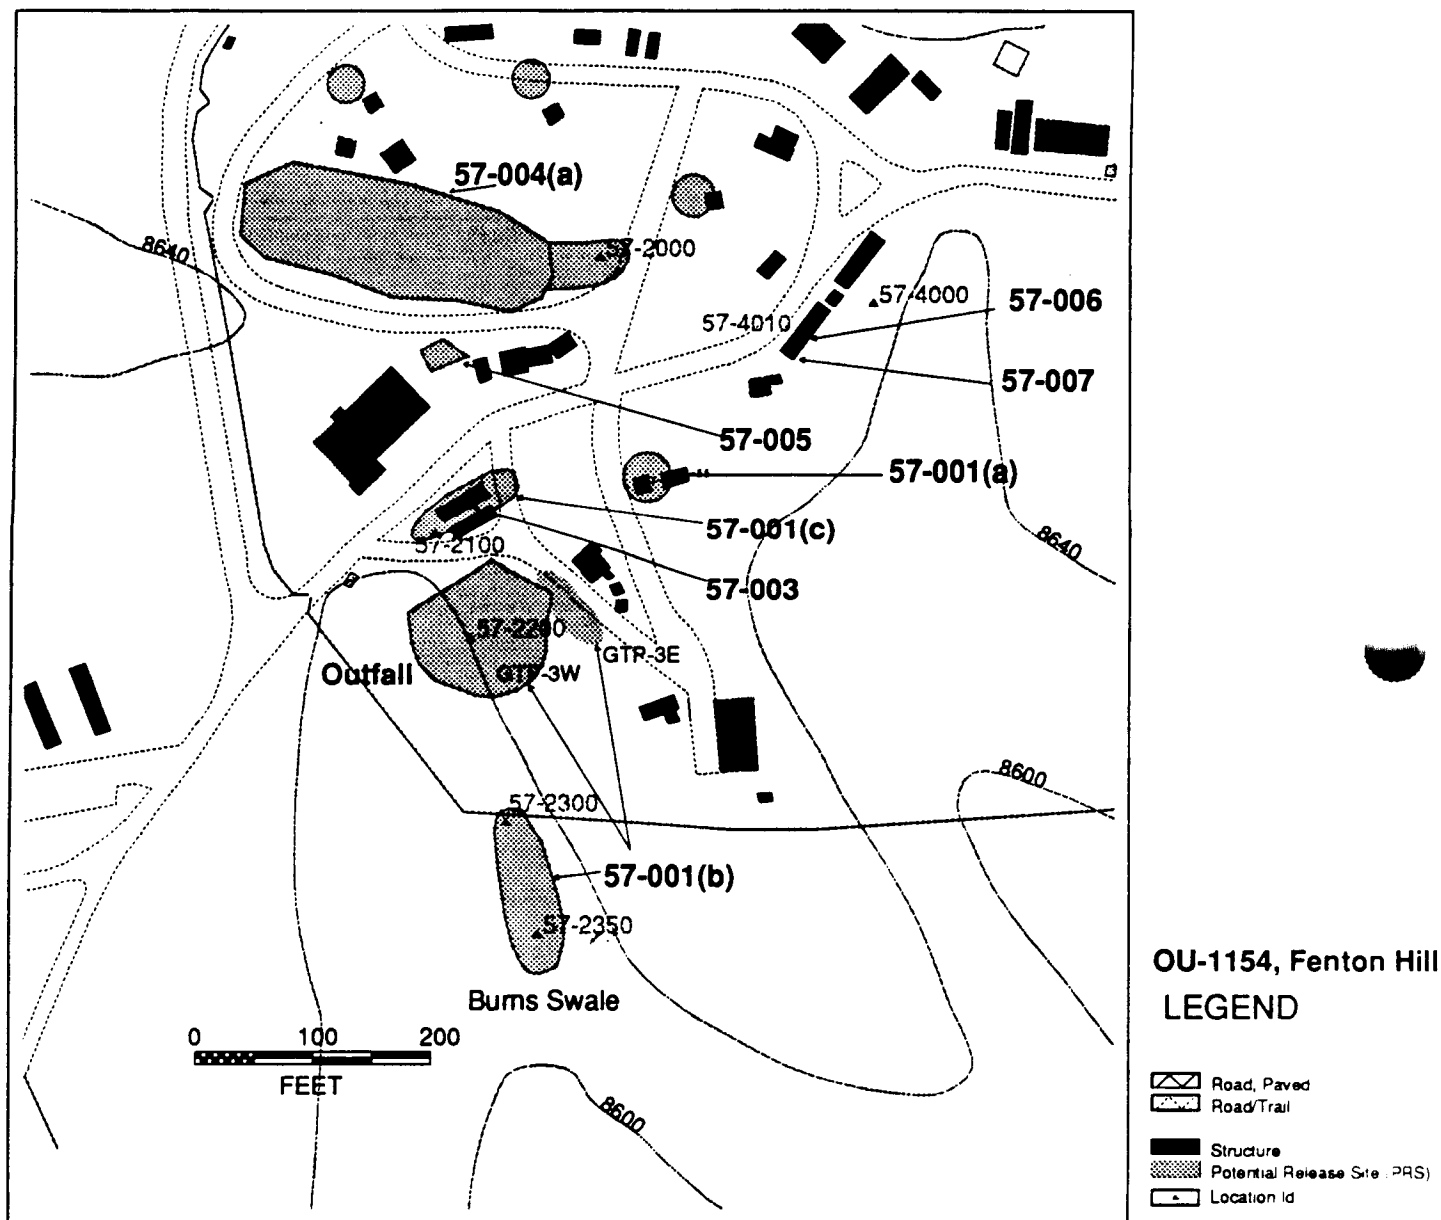 57-004(a)
8640
57-2000
57-4000
57-006
57-4010
57-007
57-005
57-001(a)
57-001(c)
8640
57-2100
57-003
57-2200
GTP-3E
Outfall
GTP-3W
8600
57-2300
57-001(b)
57-2350
Burns Swale
0 100 200
FEET
8600
OU-1154, Fenton Hill
LEGEND
Road, Paved
Road/Trail
Structure
Potential Release Site (PRS)
Location Id